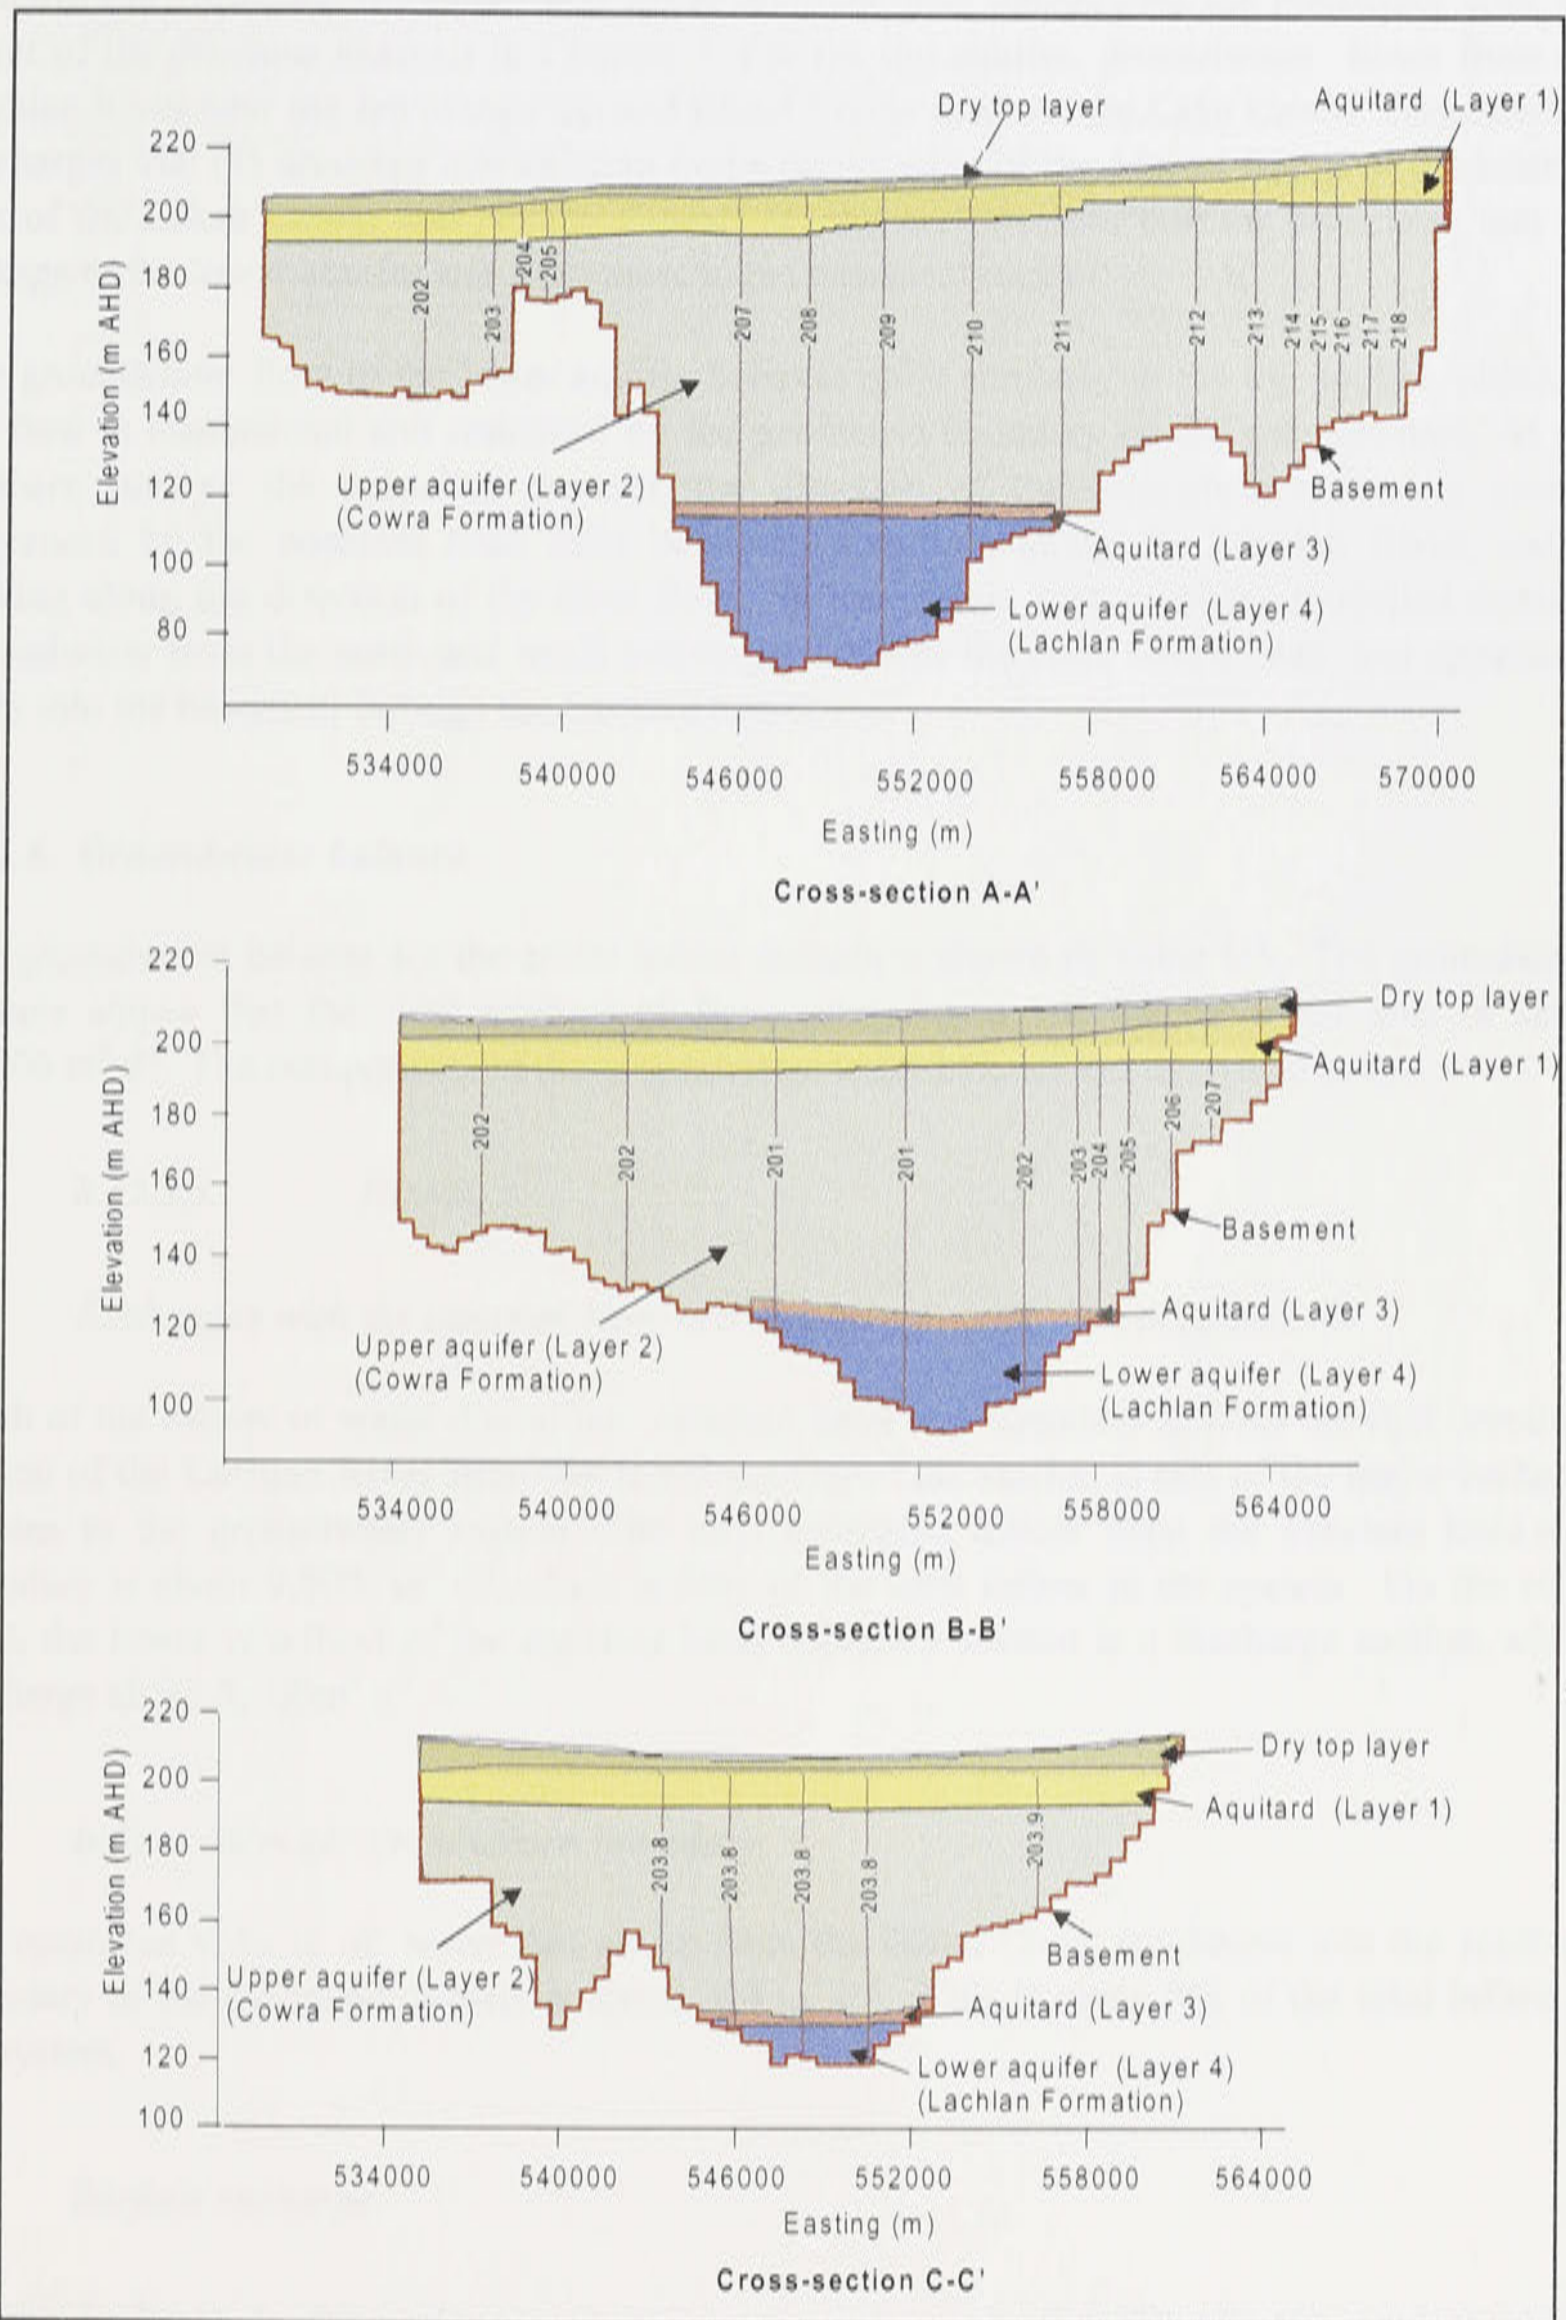 Dry top layer
Aquitard (Layer 1)
220
200
180
160
140
120
100
80
Elevation (m AHD)
202
203
204
205
207
208
209
210
211
212
213
214
215
216
217
218
Upper aquifer (Layer 2)
(Cowra Formation)
Basement
Aquitard (Layer 3)
Lower aquifer (Layer 4)
(Lachlan Formation)
534000
540000
546000
552000
558000
564000
570000
Easting (m)
Cross-section A-A'
220
200
180
160
140
120
100
Elevation (m AHD)
Dry top layer
Aquitard (Layer 1)
202
202
201
201
202
203
204
205
206
207
Basement
Aquitard (Layer 3)
Upper aquifer (Layer 2)
(Cowra Formation)
Lower aquifer (Layer 4)
(Lachlan Formation)
534000
540000
546000
552000
558000
564000
Easting (m)
Cross-section B-B'
220
200
180
160
140
120
100
Elevation (m AHD)
Dry top layer
Aquitard (Layer 1)
203.8
203.8
203.8
203.8
203.9
Basement
Upper aquifer (Layer 2)
(Cowra Formation)
Aquitard (Layer 3)
Lower aquifer (Layer 4)
(Lachlan Formation)
534000
540000
546000
552000
558000
564000
Easting (m)
Cross-section C-C'